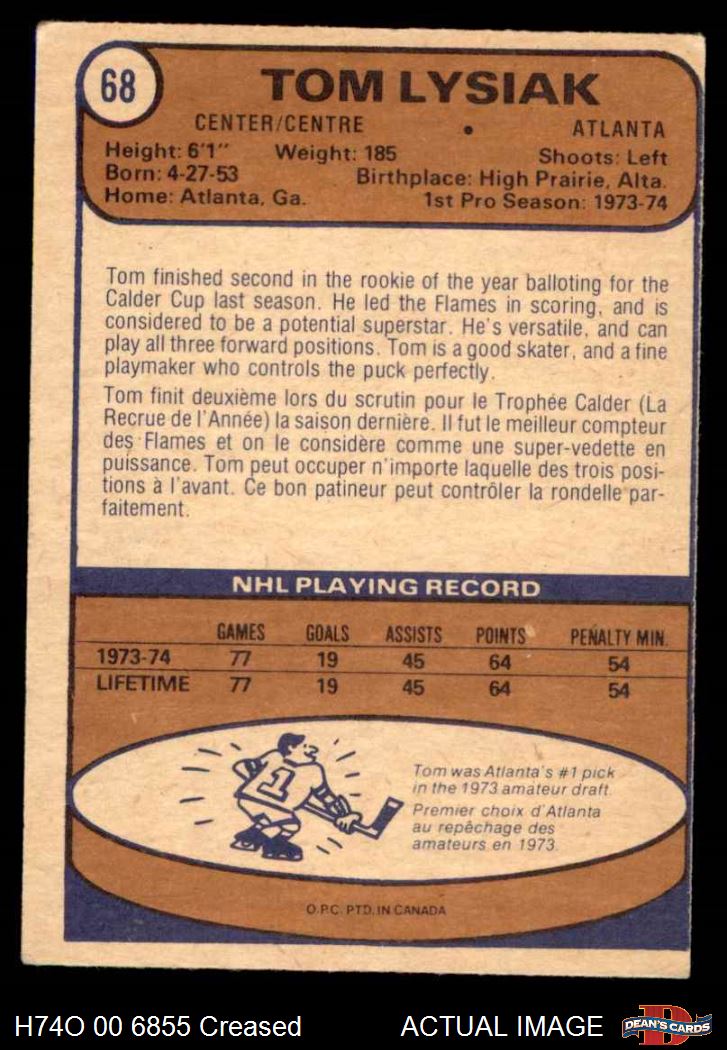 68
TOM LYSIAK
CENTER/CENTRE • ATLANTA
Height: 6'1" Weight: 185 Shoots: Left
Born: 4-27-53 Birthplace: High Prairie, Alta.
Home: Atlanta, Ga. 1st Pro Season: 1973-74
Tom finished second in the rookie of the year balloting for the
Calder Cup last season. He led the Flames in scoring, and is
considered to be a potential superstar. He's versatile, and can
play all three forward positions. Tom is a good skater, and a fine
playmaker who controls the puck perfectly.
Tom finit deuxième lors du scrutin pour le Trophée Calder (La
Recrue de l'Année) la saison dernière. Il fut le meilleur compteur
des Flames et on le considère comme une super-vedette en
puissance. Tom peut occuper n'importe laquelle des trois posi-
tions à l'avant. Ce bon patineur peut contrôler la rondelle par-
faitement.
NHL PLAYING RECORD
GAMES GOALS ASSISTS POINTS PENALTY MIN.
1973-74 77 19 45 64 54
LIFETIME 77 19 45 64 54
1
Tom was Atlanta's #1 pick
in the 1973 amateur draft.
Premier choix d'Atlanta
au repêchage des
amateurs en 1973.
O.P.C. PTD. IN CANADA
H74O 00 6855 Creased ACTUAL IMAGE
D
DEAN'S CARDS